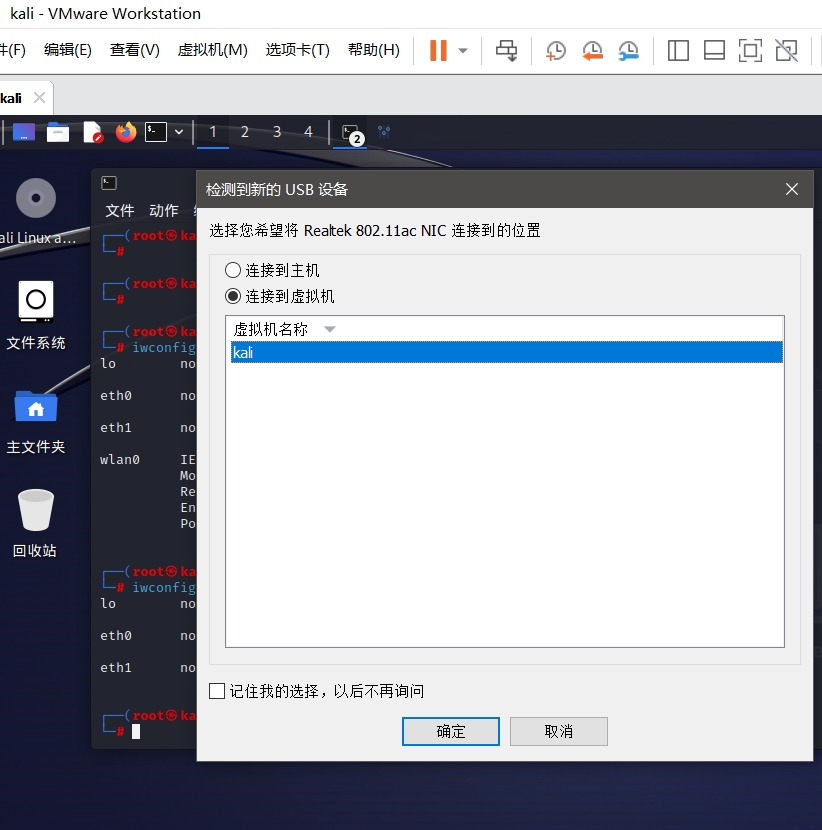 kali - VMware Workstation
件(F) 编辑(E) 查看(V) 虚拟机(M) 选项卡(T) 帮助(H)
kali
1 2 3 4 2
检测到新的 USB 设备
文件 动作
选择您希望将 Realtek 802.11ac NIC 连接到的位置
连接到主机
连接到虚拟机
虚拟机名称
kali
记住我的选择，以后不再询问
确定 取消
ali Linux a...
文件系统
主文件夹
回收站
(root㉿ka
#
(root㉿ka
#
(root㉿ka
# iwconfig
lo no
eth0 no
eth1 no
wlan0 IE
Mo
Re
En
Po
(root㉿ka
# iwconfig
lo no
eth0 no
eth1 no
(root㉿ka
#